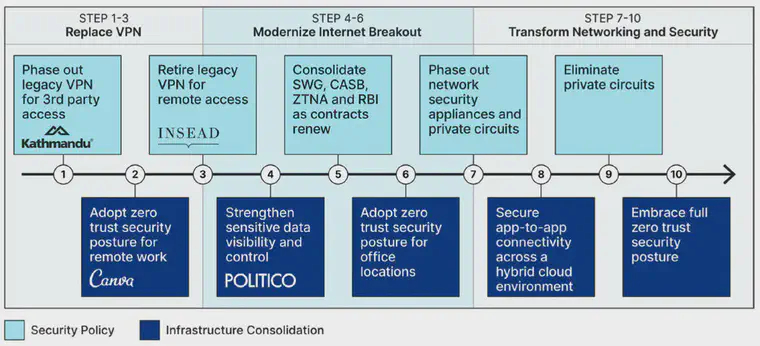 STEP 1-3
Replace VPN
STEP 4-6
Modernize Internet Breakout
STEP 7-10
Transform Networking and Security
Phase out
legacy VPN
for 3rd party
access
Kathmandu
Retire legacy
VPN for
remote access
INSEAD
Consolidate
SWG, CASB,
ZTNA and RBI
as contracts
renew
Phase out
network
security
appliances and
private circuits
Eliminate
private circuits
1
2
3
4
5
6
7
8
9
10
Adopt zero
trust security
posture for
remote work
Canva
Strengthen
sensitive data
visibility and
control
POLITICO
Adopt zero
trust security
posture for
office
locations
Secure
app-to-app
connectivity
across a
hybrid cloud
environment
Embrace full
zero trust
security
posture
Security Policy
Infrastructure Consolidation